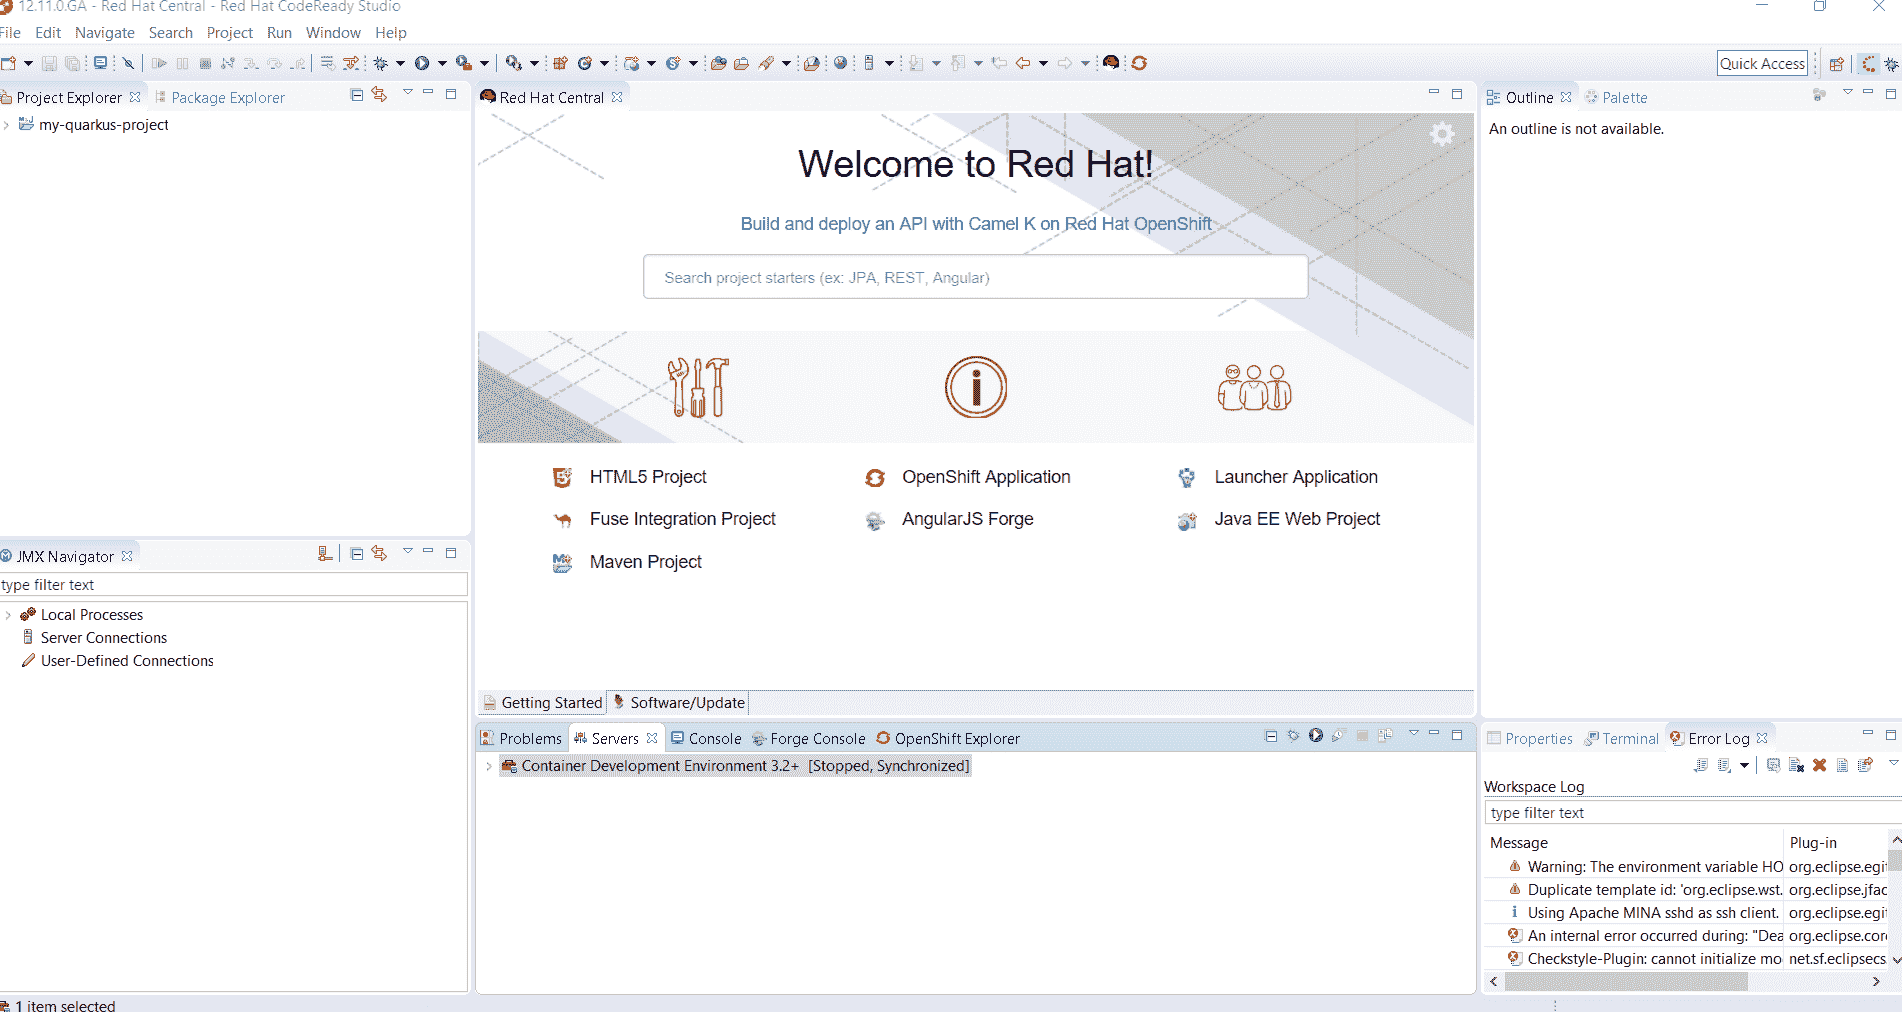 12.11.0.GA - Red Hat Central - Red Hat CodeReady Studio
File Edit Navigate Search Project Run Window Help
Quick Access
Project Explorer
Package Explorer
my-quarkus-project
Red Hat Central
Welcome to Red Hat!
Build and deploy an API with Camel K on Red Hat OpenShift
Search project starters (ex: JPA, REST, Angular)
HTML5 Project
OpenShift Application
Launcher Application
Fuse Integration Project
AngularJS Forge
Java EE Web Project
Maven Project
Getting Started
Software/Update
Outline
Palette
An outline is not available.
JMX Navigator
type filter text
Local Processes
Server Connections
User-Defined Connections
Problems
Servers
Console
Forge Console
OpenShift Explorer
Container Development Environment 3.2+ [Stopped, Synchronized]
Properties
Terminal
Error Log
Workspace Log
type filter text
Message Plug-in
Warning: The environment variable HO org.eclipse.egi
Duplicate template id: 'org.eclipse.wst. org.eclipse.jfac
Using Apache MINA sshd as ssh client. org.eclipse.egi
An internal error occurred during: "Dea org.eclipse.cor
Checkstyle-Plugin: cannot initialize mo net.sf.eclipsecs
1 item selected